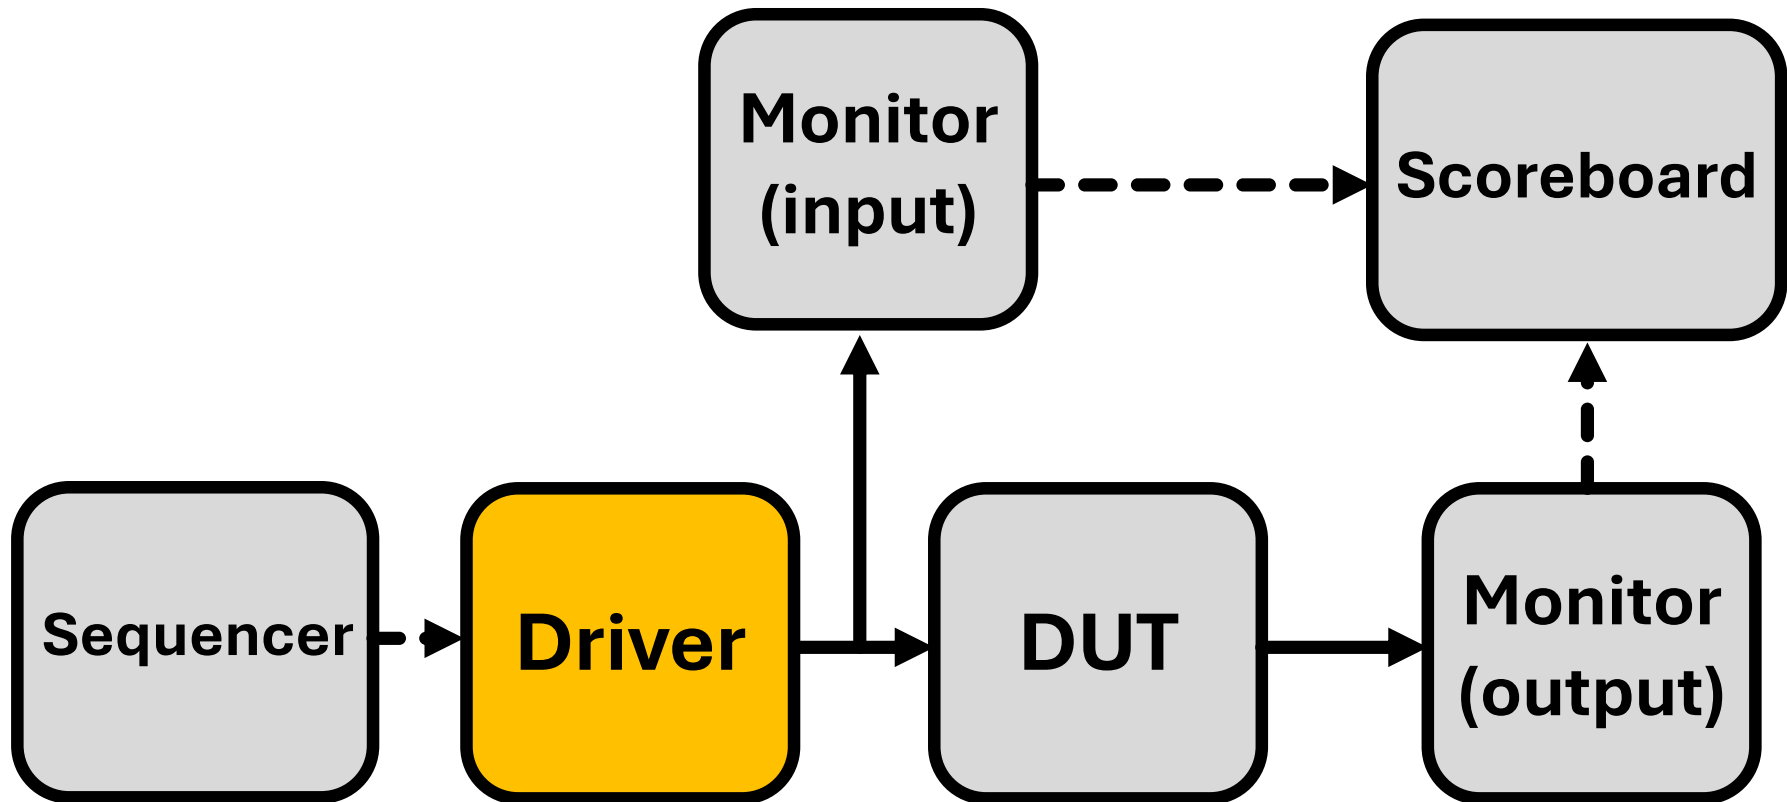 Monitor
(input)
Scoreboard
Sequencer
Driver
DUT
Monitor
(output)